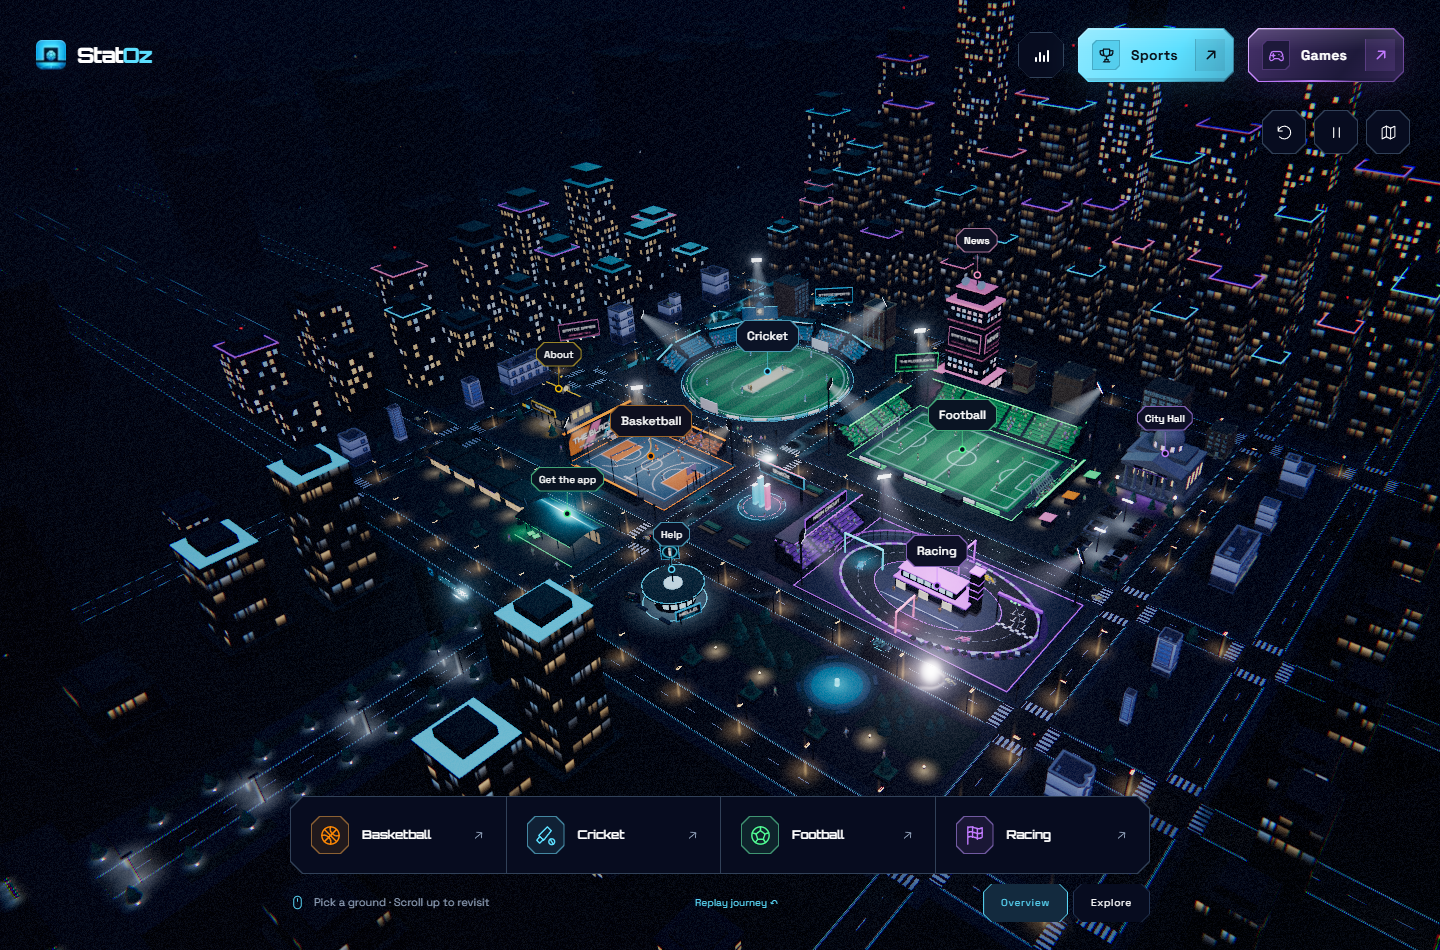 StatOz
Sports
Games
News
Cricket
About
Basketball
Football
City Hall
Get the app
Help
Racing
Basketball
Cricket
Football
Racing
Pick a ground · Scroll up to revisit
Replay journey
Overview
Explore